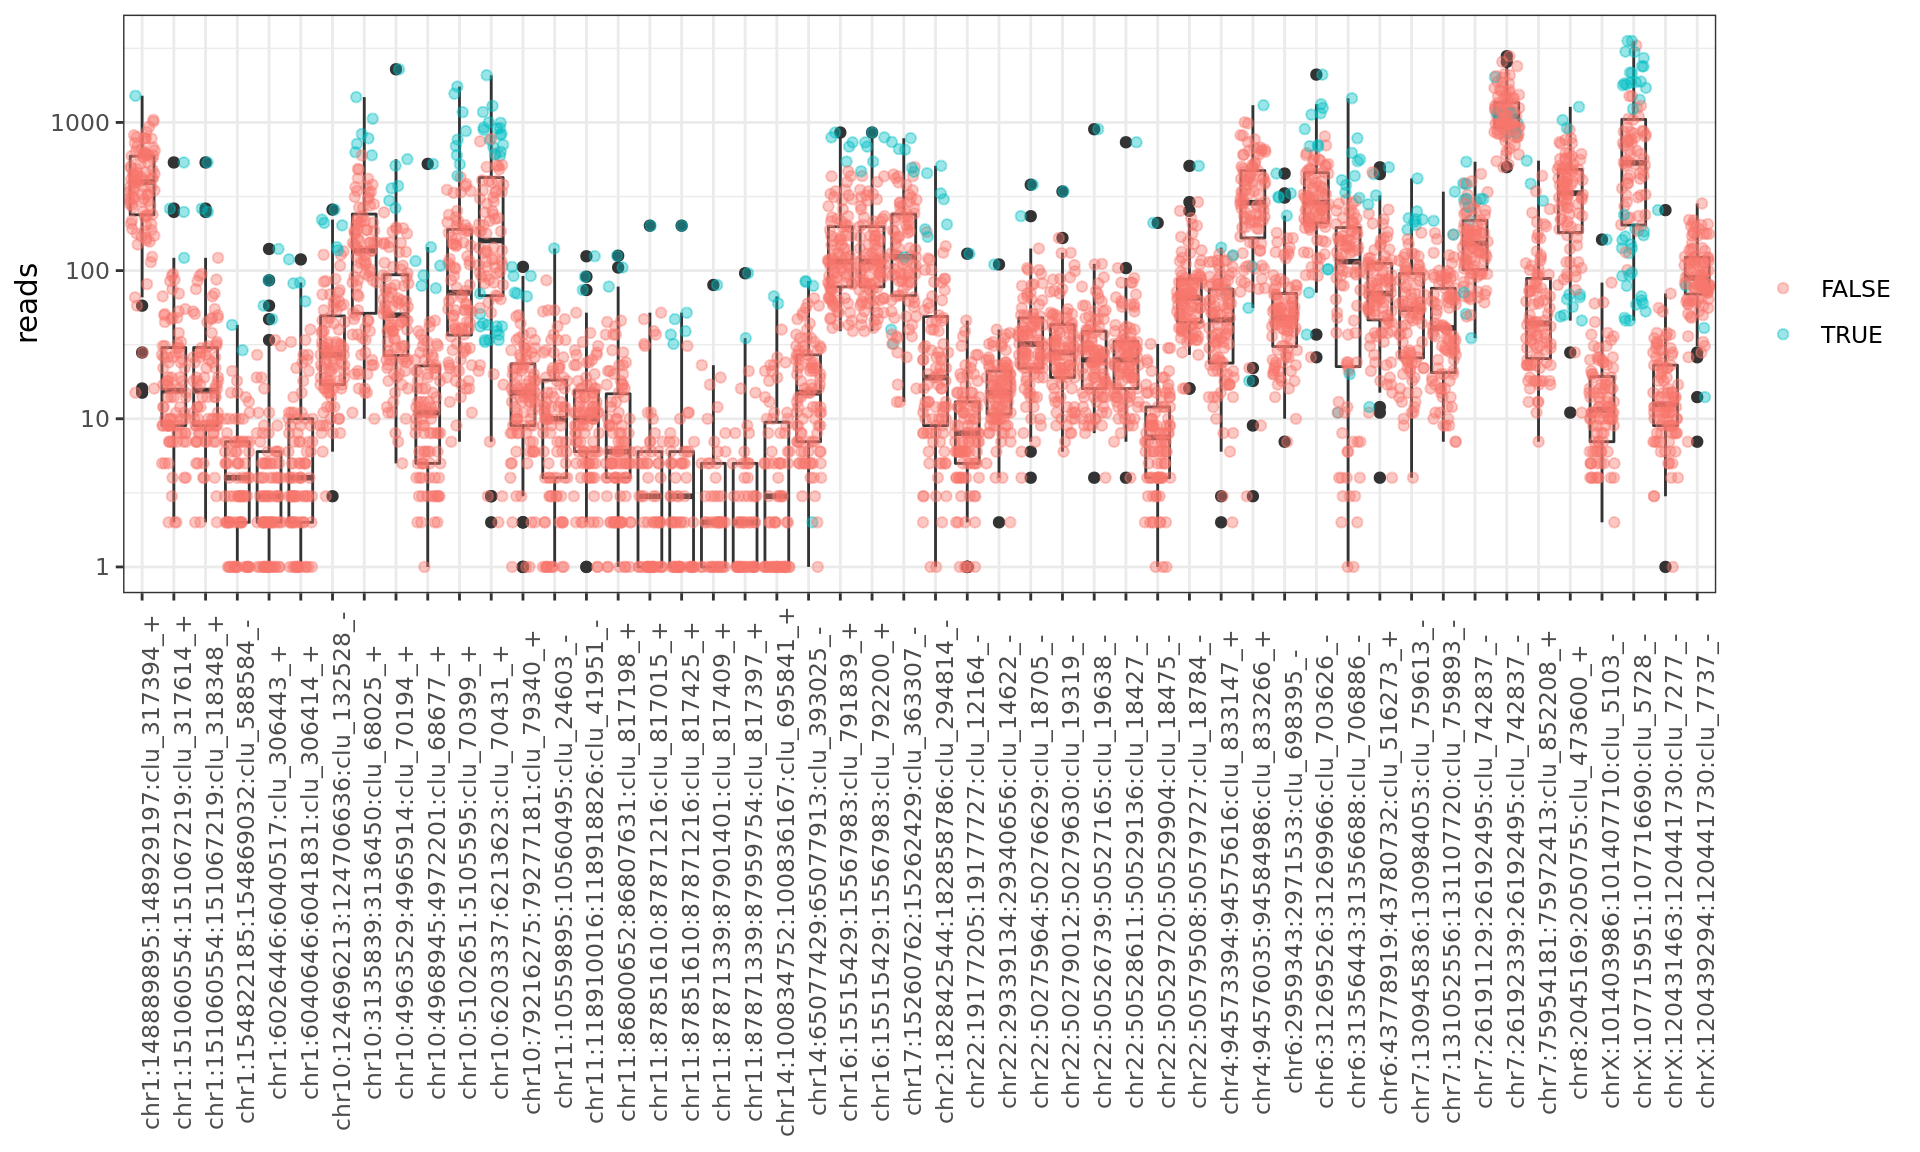 reads
1000
100
10
1
FALSE
TRUE
chr1:148889895:148929197:clu_317394_+
chr1:151060554:151067219:clu_317614_+
chr1:151060554:151067219:clu_318348_+
chr1:154822185:154869032:clu_588584_-
chr1:6026446:6040517:clu_306443_+
chr1:6040646:6041831:clu_306414_+
chr10:124696213:124706636:clu_132528_-
chr10:3135839:3136450:clu_68025_+
chr10:4963529:4965914:clu_70194_+
chr10:4968945:4972201:clu_68677_+
chr10:5102651:5105595:clu_70399_+
chr10:6203337:6213623:clu_70431_+
chr10:79216275:79277181:clu_79340_+
chr11:10559895:10560495:clu_24603_-
chr11:118910016:118918826:clu_41951_-
chr11:86800652:86807631:clu_817198_+
chr11:87851610:87871216:clu_817015_+
chr11:87851610:87871216:clu_817425_+
chr11:87871339:87901401:clu_817409_+
chr11:87871339:87959754:clu_817397_+
chr14:100834752:100836167:clu_695841_+
chr14:65077429:65077913:clu_393025_-
chr16:15515429:15567983:clu_791839_+
chr16:15515429:15567983:clu_792200_+
chr17:15260762:15262429:clu_363307_-
chr2:182842544:182858786:clu_294814_-
chr22:19177205:19177727:clu_12164_-
chr22:29339134:29340656:clu_14622_-
chr22:50275964:50276629:clu_18705_-
chr22:50279012:50279630:clu_19319_-
chr22:50526739:50527165:clu_19638_-
chr22:50528611:50529136:clu_18427_-
chr22:50529720:50529904:clu_18475_-
chr22:50579508:50579727:clu_18784_-
chr4:94573394:94575616:clu_833147_+
chr4:94576035:94584986:clu_833266_+
chr6:2959343:2971533:clu_698395_-
chr6:31269526:31269966:clu_703626_-
chr6:31356443:31356688:clu_706886_-
chr6:43778919:43780732:clu_516273_+
chr7:130945836:130984053:clu_759613_-
chr7:131052556:131107720:clu_759893_-
chr7:26191129:26192495:clu_742837_-
chr7:26192339:26192495:clu_742837_-
chr7:75954181:75972413:clu_852208_+
chr8:2045169:20507​55:clu_473600_+
chrX:101403986:101407710:clu_5103_-
chrX:107715951:107716690:clu_5728_-
chrX:120431463:120441730:clu_7277_-
chrX:120439294:120441730:clu_7737_-